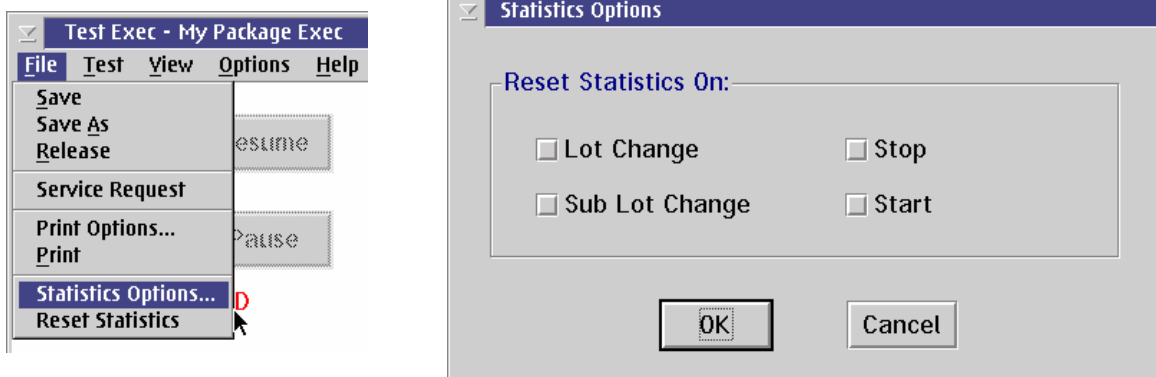 Test Exec - My Package Exec
File Test View Options Help
Save
Save As
Release
Service Request
Print Options...
Print
Statistics Options...
Reset Statistics
esume
Pause
D
Statistics Options
Reset Statistics On:
Lot Change
Stop
Sub Lot Change
Start
OK
Cancel